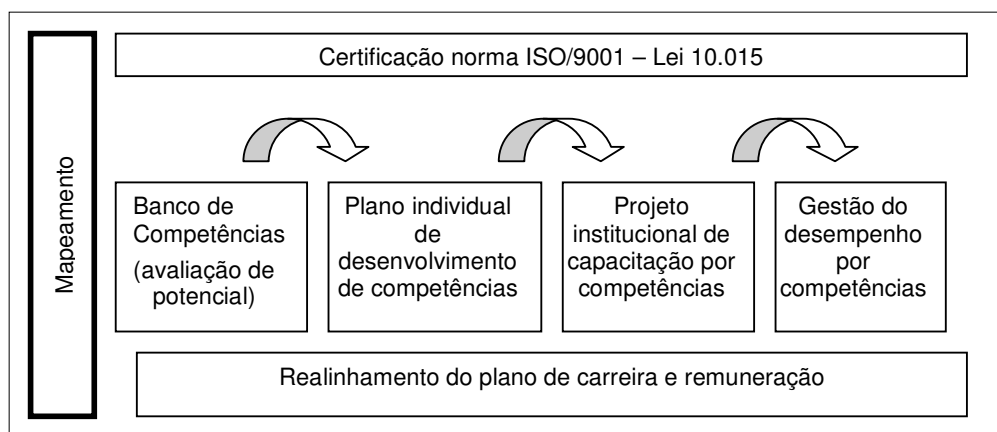 Mapeamento
Certificação norma ISO/9001 – Lei 10.015
Banco de
Competências
(avaliação de
potencial)
Plano individual
de
desenvolvimento
de competências
Projeto
institucional de
capacitação por
competências
Gestão do
desempenho
por
competências
Realinhamento do plano de carreira e remuneração